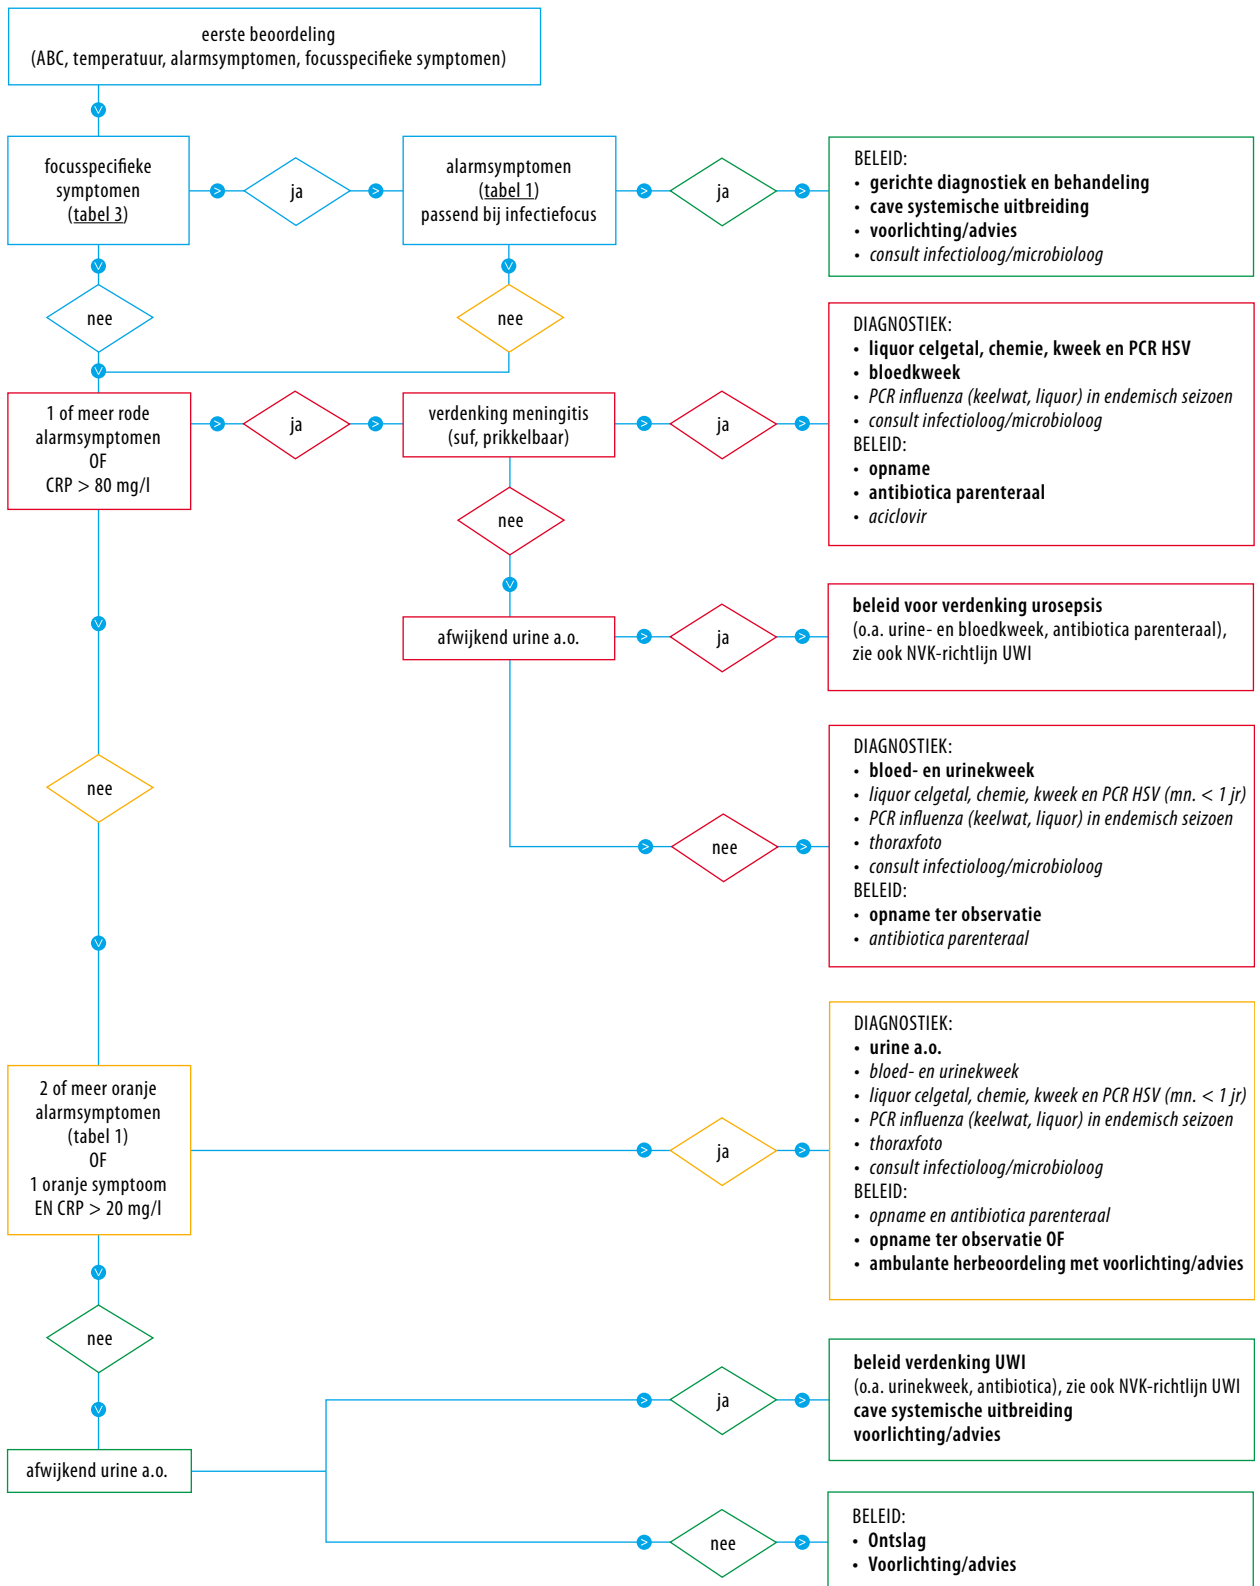 eerste beoordeling
(ABC, temperatuur, alarmsymptomen, focusspecifieke symptomen)
focusspecifieke
symptomen
(tabel 3)
ja
alarmsymptomen
(tabel 1)
passend bij infectiefocus
ja
BELEID:
• gerichte diagnostiek en behandeling
• cave systemische uitbreiding
• voorlichting/advies
• consult infectioloog/microbioloog
nee
nee
1 of meer rode
alarmsymptomen
OF
CRP > 80 mg/l
ja
verdenking meningitis
(suf, prikkelbaar)
ja
DIAGNOSTIEK:
• liquor celgetal, chemie, kweek en PCR HSV
• bloedkweek
• PCR influenza (keelwat, liquor) in endemisch seizoen
• consult infectioloog/microbioloog
BELEID:
• opname
• antibiotica parenteraal
• aciclovir
nee
afwijkend urine a.o.
ja
beleid voor verdenking urosepsis
(o.a. urine- en bloedkweek, antibiotica parenteraal),
zie ook NVK-richtlijn UWI
nee
nee
DIAGNOSTIEK:
• bloed- en urinekweek
• liquor celgetal, chemie, kweek en PCR HSV (mn. < 1 jr)
• PCR influenza (keelwat, liquor) in endemisch seizoen
• thoraxfoto
• consult infectioloog/microbioloog
BELEID:
• opname ter observatie
• antibiotica parenteraal
2 of meer oranje
alarmsymptomen
(tabel 1)
OF
1 oranje symptoom
EN CRP > 20 mg/l
ja
DIAGNOSTIEK:
• urine a.o.
• bloed- en urinekweek
• liquor celgetal, chemie, kweek en PCR HSV (mn. < 1 jr)
• PCR influenza (keelwat, liquor) in endemisch seizoen
• thoraxfoto
• consult infectioloog/microbioloog
BELEID:
• opname en antibiotica parenteraal
• opname ter observatie OF
• ambulante herbeoordeling met voorlichting/advies
nee
afwijkend urine a.o.
ja
beleid verdenking UWI
(o.a. urinekweek, antibiotica), zie ook NVK-richtlijn UWI
cave systemische uitbreiding
voorlichting/advies
nee
BELEID:
• Ontslag
• Voorlichting/advies